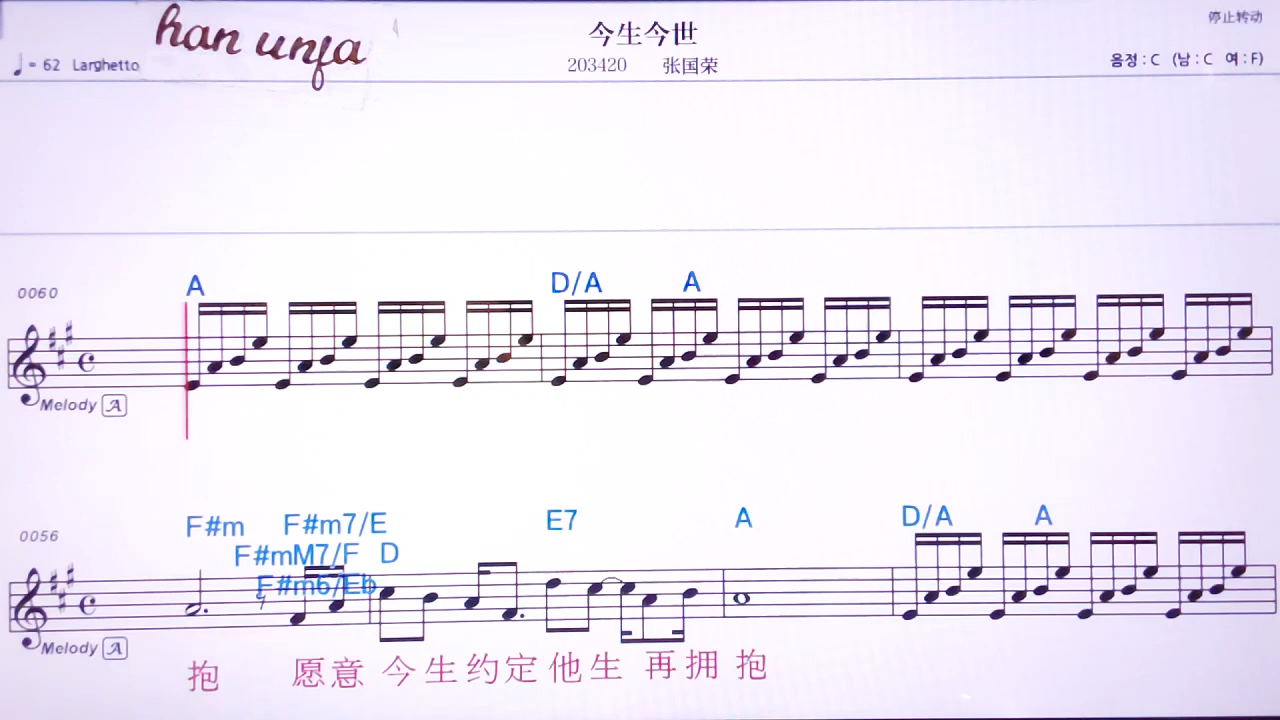 han unfa
今生今世
停止转动
♩= 62 Larghetto
203420 张国荣
음정 : C (남 : C 여 : F)
A D/A A
0060
Melody A
F#m F#m7/E E7 A D/A A
0056
F#mM7/F D
F#m6/Eb
Melody A
抱 愿意 今生约定他生 再拥抱